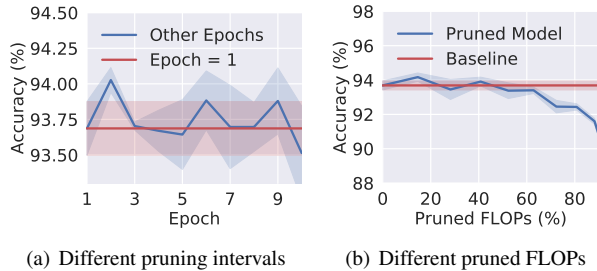 94.50
94.25
94.00
93.75
93.50
Accuracy (%)
Other Epochs
Epoch = 1
1 3 5 7 9
Epoch
(a) Different pruning intervals
98
96
94
92
90
88
Accuracy (%)
Pruned Model
Baseline
0 20 40 60 80
Pruned FLOPs (%)
(b) Different pruned FLOPs